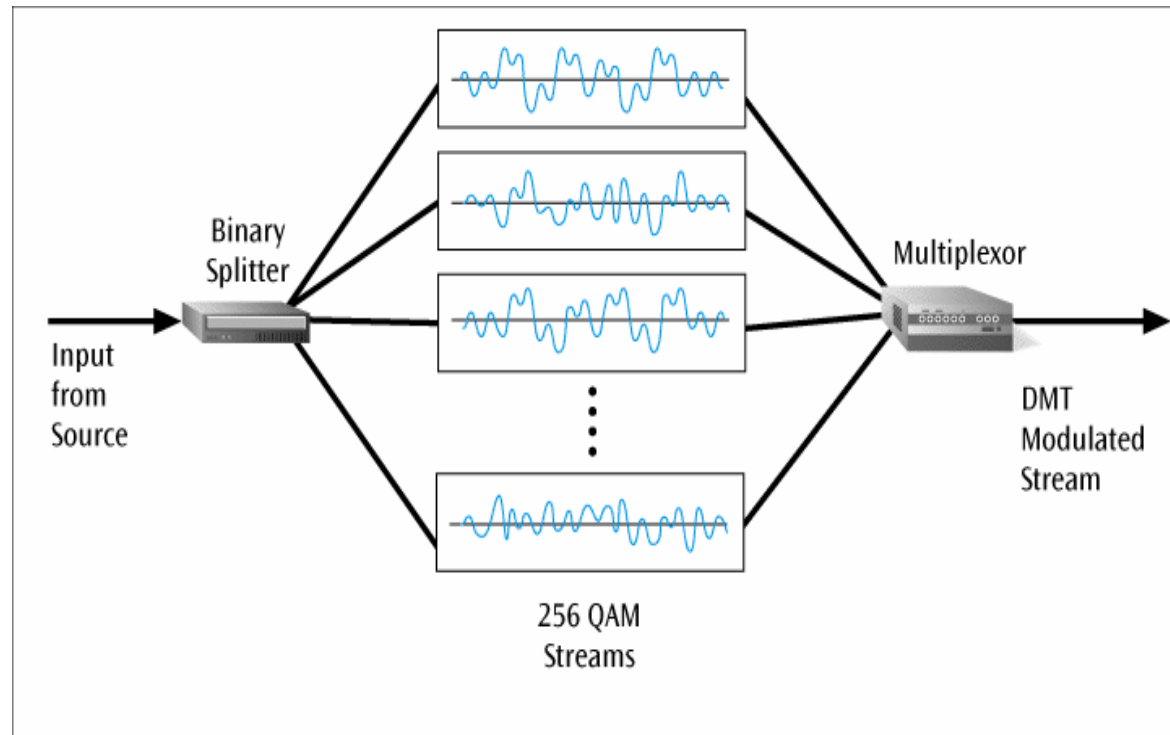 Binary
Splitter
Multiplexor
Input
from
Source
DMT
Modulated
Stream
256 QAM
Streams